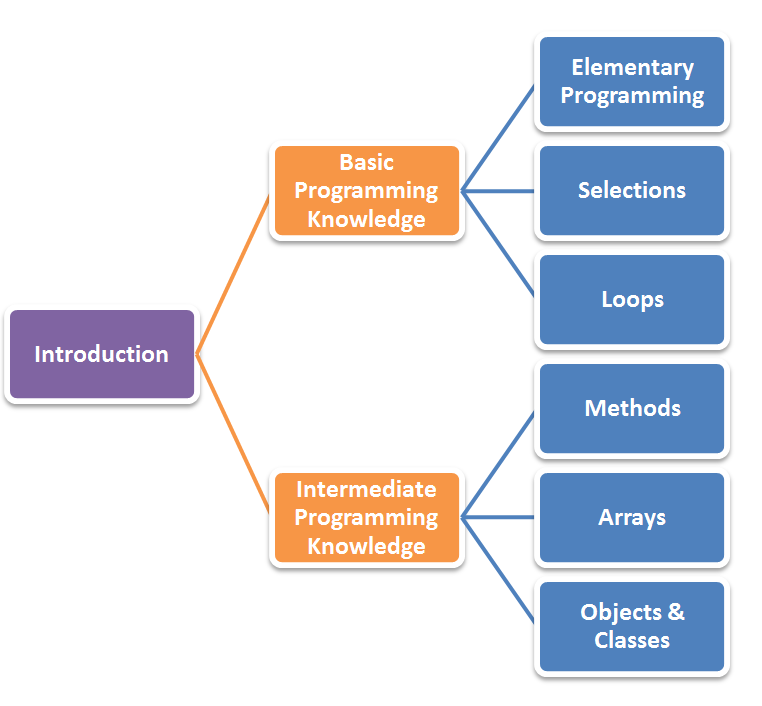 Elementary
Programming
Basic
Programming
Knowledge
Selections
Loops
Introduction
Methods
Intermediate
Programming
Knowledge
Arrays
Objects &
Classes